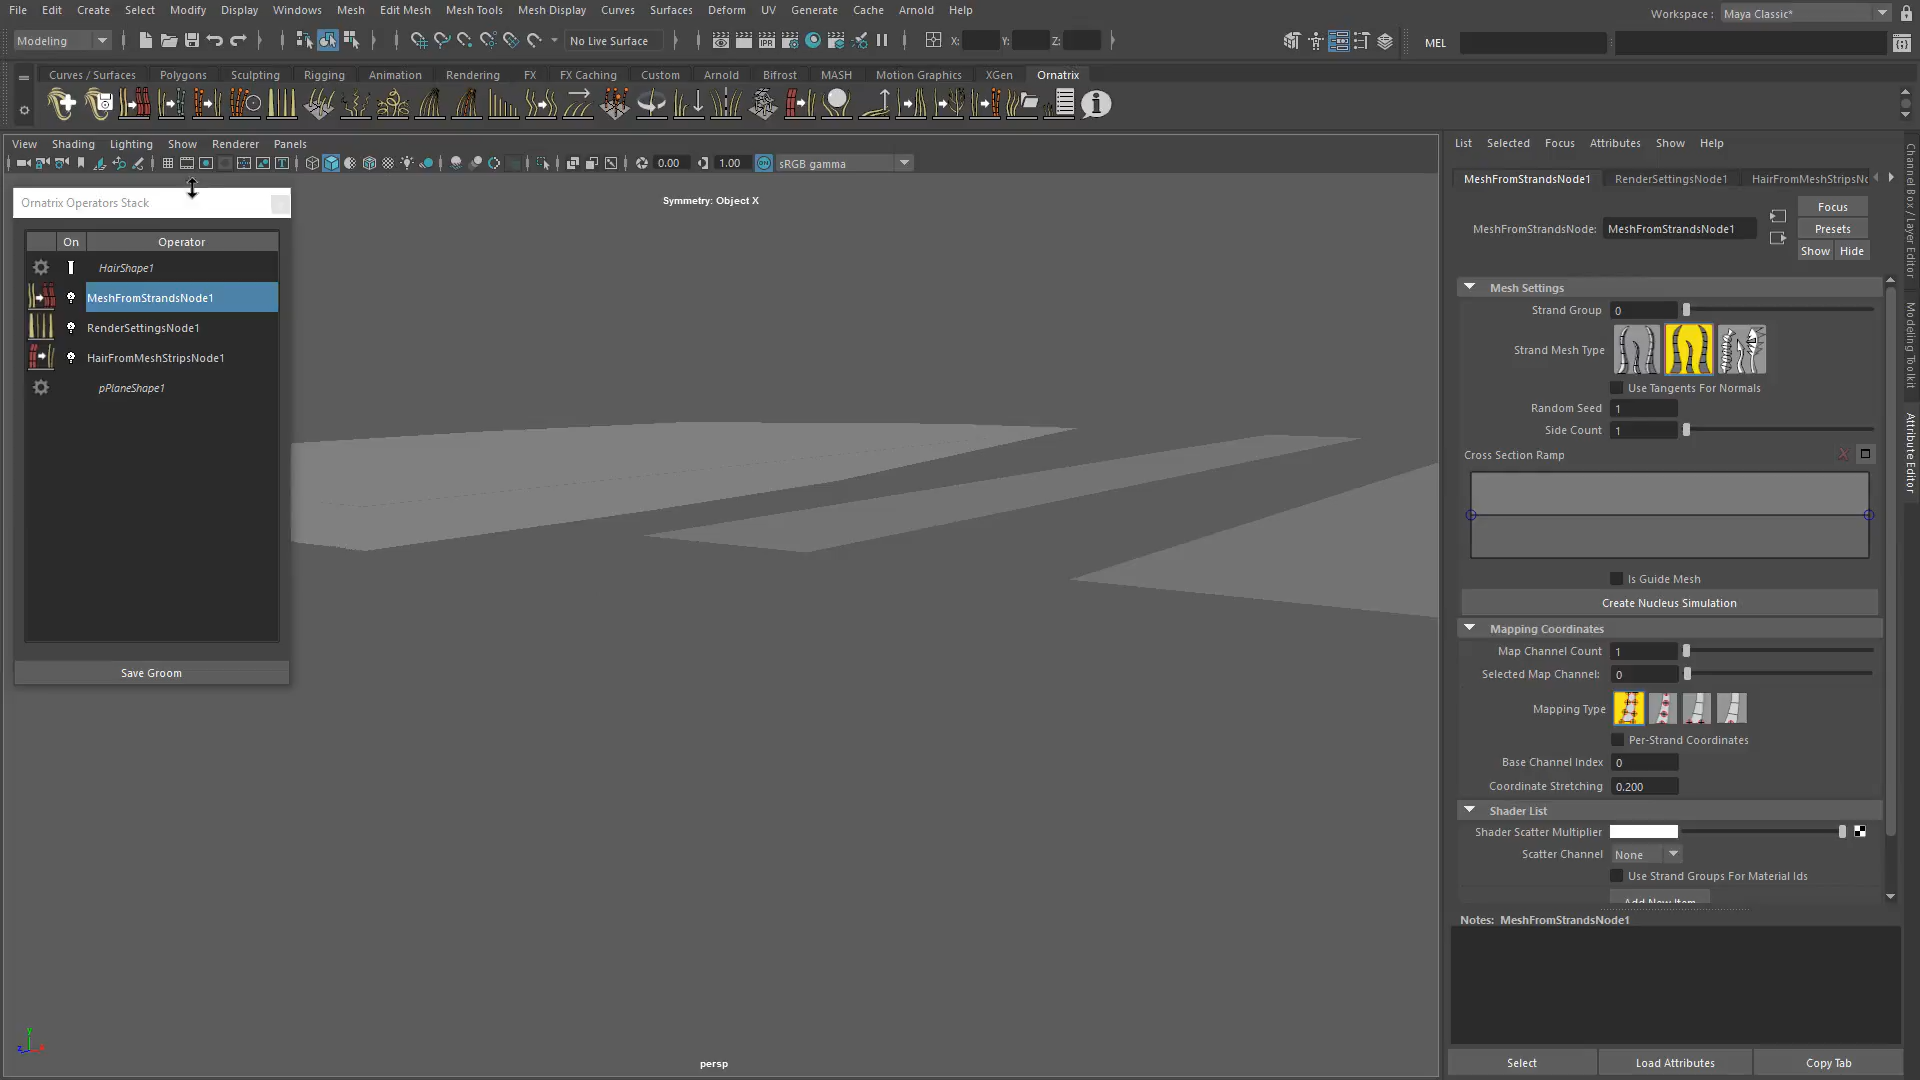 File Edit Create Select Modify Display Windows Mesh Edit Mesh Mesh Tools Mesh Display Curves Surfaces Deform UV Generate Cache Arnold Help
Workspace : Maya Classic*
Modeling No Live Surface X: Y: Z: MEL
Curves / Surfaces Polygons Sculpting Rigging Animation Rendering FX FX Caching Custom Arnold Bifrost MASH Motion Graphics XGen Ornatrix
View Shading Lighting Show Renderer Panels
0.00 1.00 ON sRGB gamma
Symmetry: Object X
Ornatrix Operators Stack
On Operator
HairShape1
MeshFromStrandsNode1
RenderSettingsNode1
HairFromMeshStripsNode1
pPlaneShape1
Save Groom
persp
y
z x
List Selected Focus Attributes Show Help
MeshFromStrandsNode1 RenderSettingsNode1 HairFromMeshStripsNo
Focus
MeshFromStrandsNode: MeshFromStrandsNode1 Presets
Show Hide
Mesh Settings
Strand Group 0
Strand Mesh Type
Use Tangents For Normals
Random Seed 1
Side Count 1
Cross Section Ramp
Is Guide Mesh
Create Nucleus Simulation
Mapping Coordinates
Map Channel Count 1
Selected Map Channel: 0
Mapping Type
Per-Strand Coordinates
Base Channel Index 0
Coordinate Stretching 0.200
Shader List
Shader Scatter Multiplier
Scatter Channel None
Use Strand Groups For Material Ids
Add New Item
Notes: MeshFromStrandsNode1
Select Load Attributes Copy Tab
Channel Box / Layer Editor
Modeling Toolkit
Attribute Editor